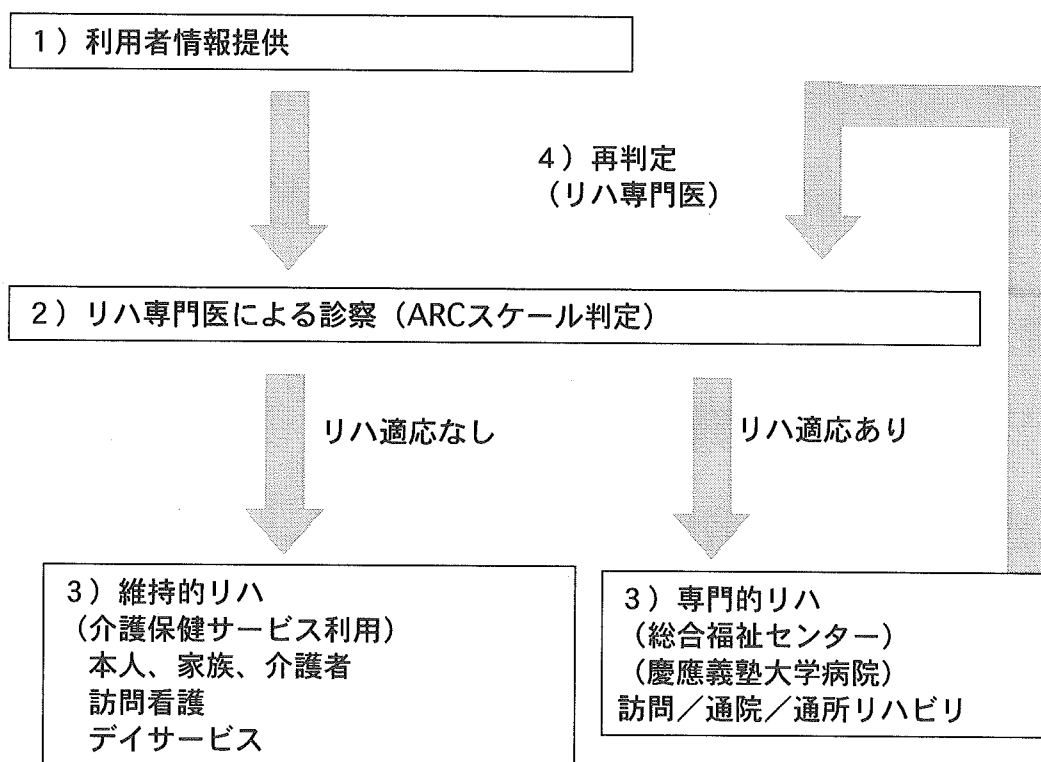 1）利用者情報提供
4）再判定
（リハ専門医）
2）リハ専門医による診察（ARCスケール判定）
リハ適応なし
リハ適応あり
3）維持的リハ
（介護保健サービス利用）
本人、家族、介護者
訪問看護
デイサービス
3）専門的リハ
（総合福祉センター）
（慶應義塾大学病院）
訪問／通院／通所リハビリ